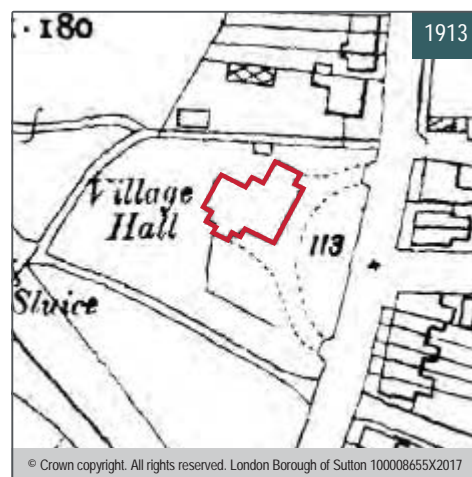 1913
· 180
Village
Hall
113
Sluice
© Crown copyright. All rights reserved. London Borough of Sutton 100008655X2017